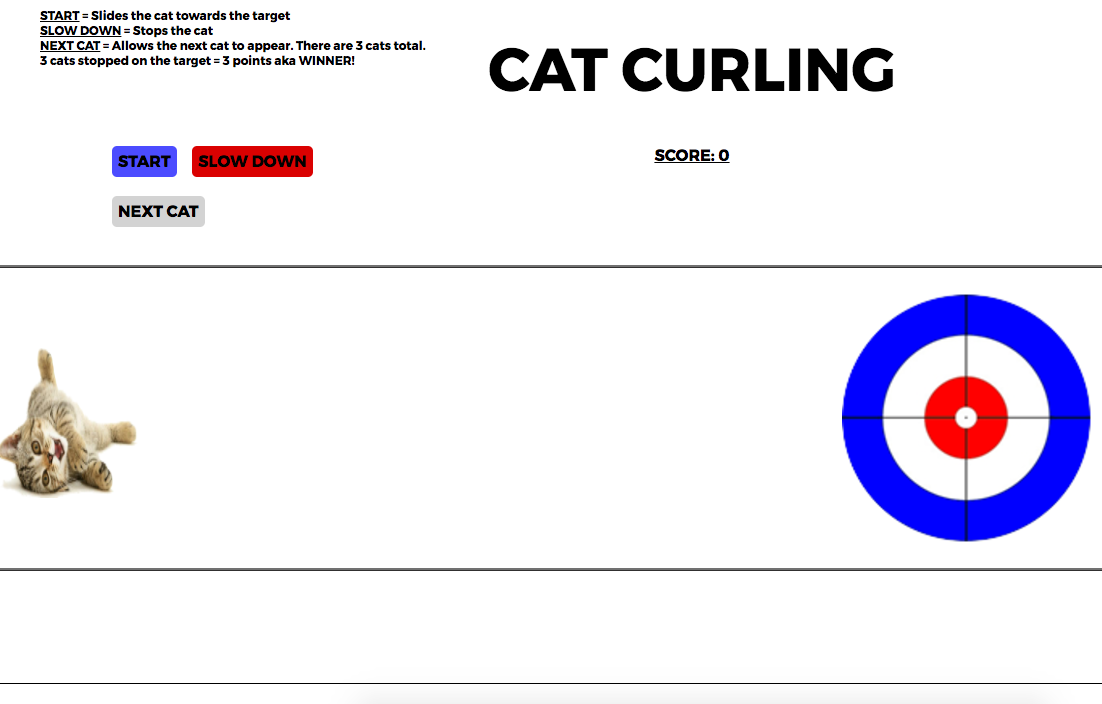 START = Slides the cat towards the target
SLOW DOWN = Stops the cat
NEXT CAT = Allows the next cat to appear. There are 3 cats total.
3 cats stopped on the target = 3 points aka WINNER!
CAT CURLING
START SLOW DOWN
SCORE: 0
NEXT CAT